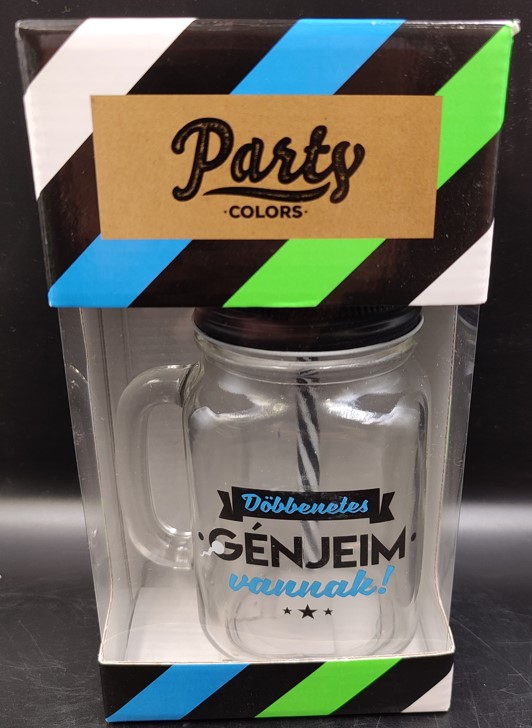 Party
·COLORS·
Döbbenetes
·GÉNJEIM·
vannak!